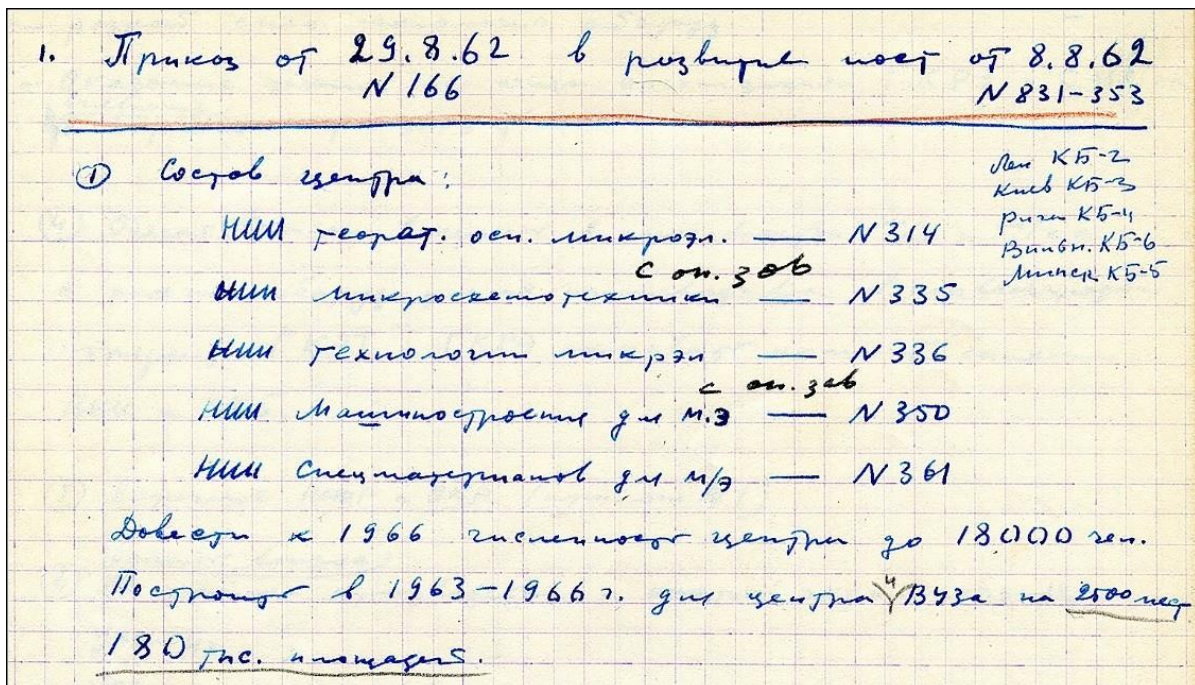 1. Приказ от 29.8.62 в развитие пост от 8.8.62
N 166 N 831-353
① Состав центра:
Лен КБ-2
Киев КБ-3
Рига КБ-4
Вильн. КБ-6
Минск КБ-5
НИИ теорат. осн. микроэл. — N 314
с оп. зав
НИИ микросхемотехники — N 335
НИИ технологии микрэл — N 336
с оп. зав
НИИ Машиностроения для м.э — N 350
НИИ Спецматериалов для м/э — N 361
Довести к 1966 численность центра до 18000 чел.
Построить в 1963-1966 г. для центра и ВУЗа на 2500 мест
180 тыс. площадей.